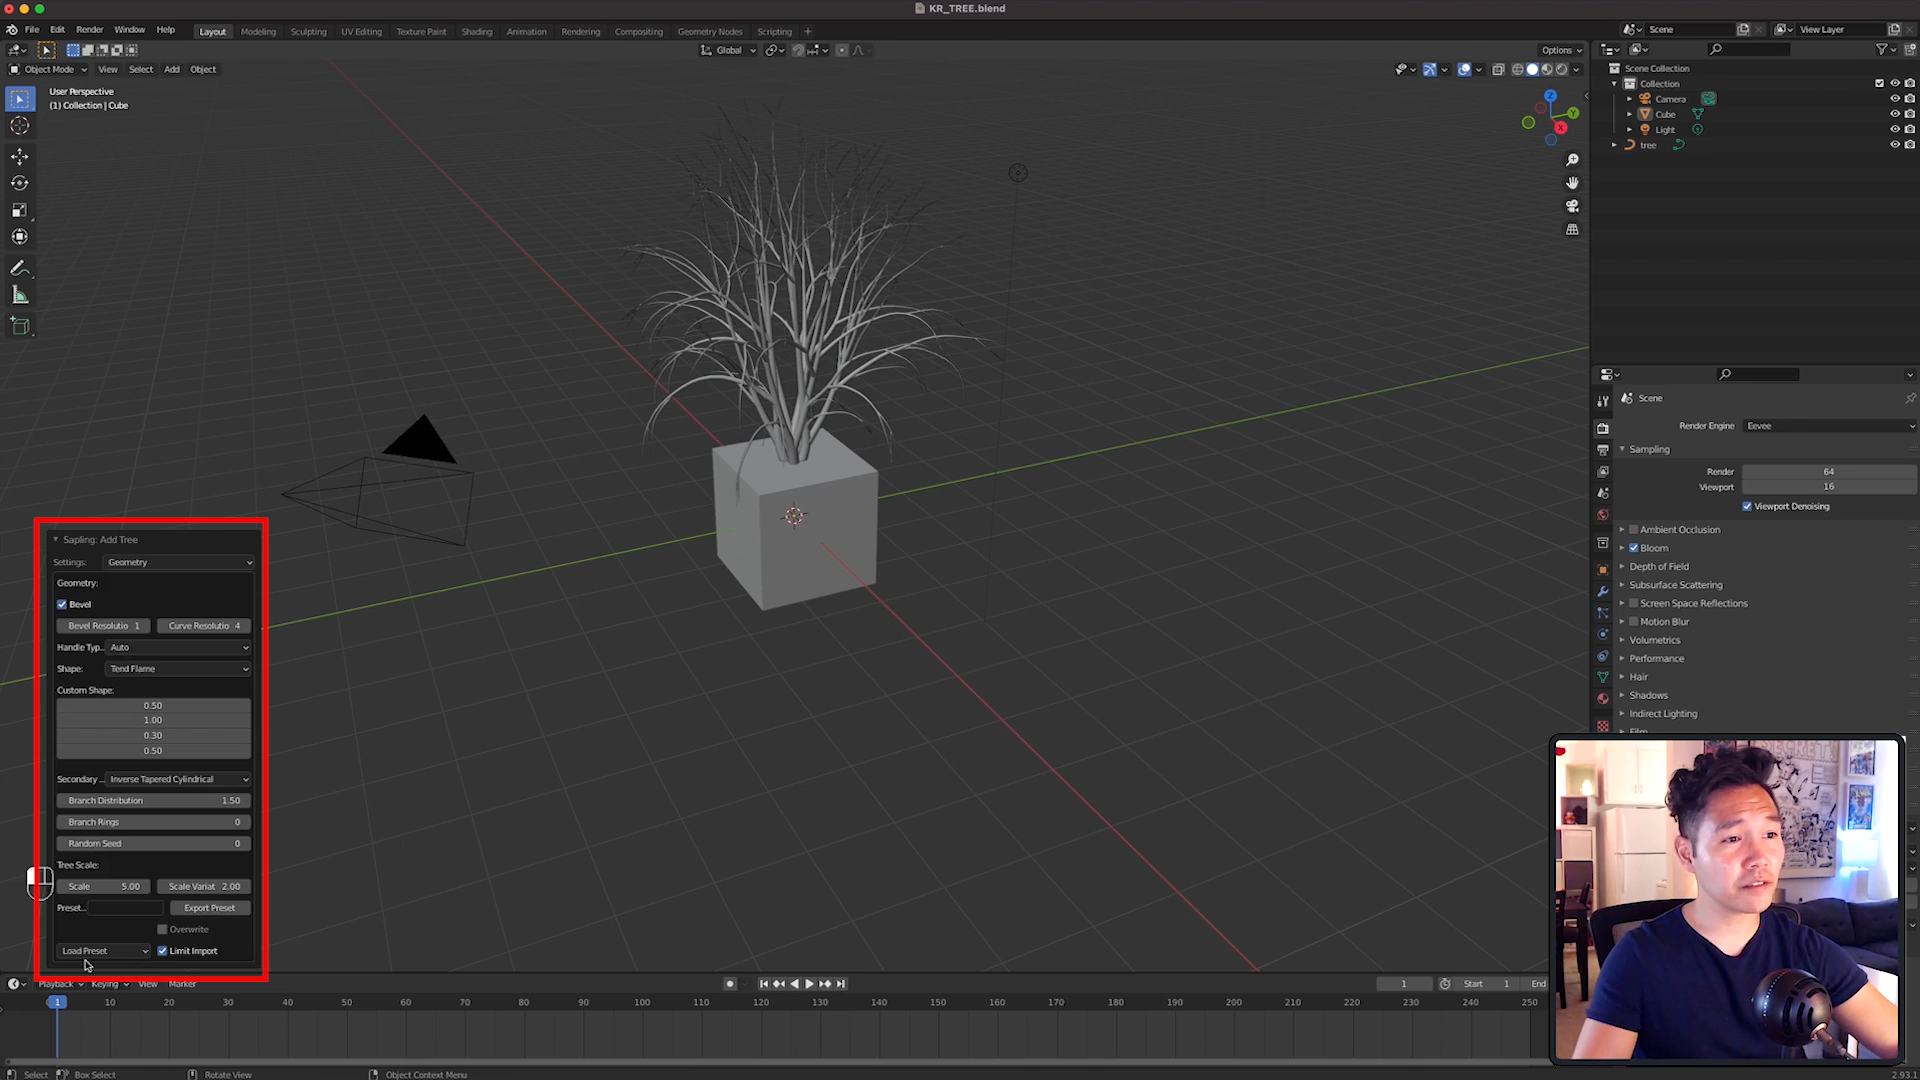 KR_TREE.blend
File Edit Render Window Help Layout Modeling Sculpting UV Editing Texture Paint Shading Animation Rendering Compositing Geometry Nodes Scripting + Scene View Layer
Global Options
Object Mode View Select Add Object
User Perspective
(1) Collection | Cube
Z
Y
X
Scene Collection
Collection
Camera
Cube
Light
tree
Scene
Render Engine Eevee
Sampling
Render 64
Viewport 16
Viewport Denoising
Ambient Occlusion
Bloom
Depth of Field
Subsurface Scattering
Screen Space Reflections
Motion Blur
Volumetrics
Performance
Hair
Shadows
Indirect Lighting
Film
Sapling: Add Tree
Settings: Geometry
Geometry:
Bevel
Bevel Resolutio 1 Curve Resolutio 4
Handle Typ... Auto
Shape: Tend Flame
Custom Shape:
0.50
1.00
0.30
0.50
Secondary ... Inverse Tapered Cylindrical
Branch Distribution 1.50
Branch Rings 0
Random Seed 0
Tree Scale:
Scale 5.00 Scale Variat 2.00
Preset... Export Preset
Overwrite
Load Preset Limit Import
SECRET
Playback Keying View Marker 1 Start 1 End
1 10 20 30 40 50 60 70 80 90 100 110 120 130 140 150 160 170 180 190 200 210 220 230 240 250
Select Box Select Rotate View Object Context Menu 2.93.1